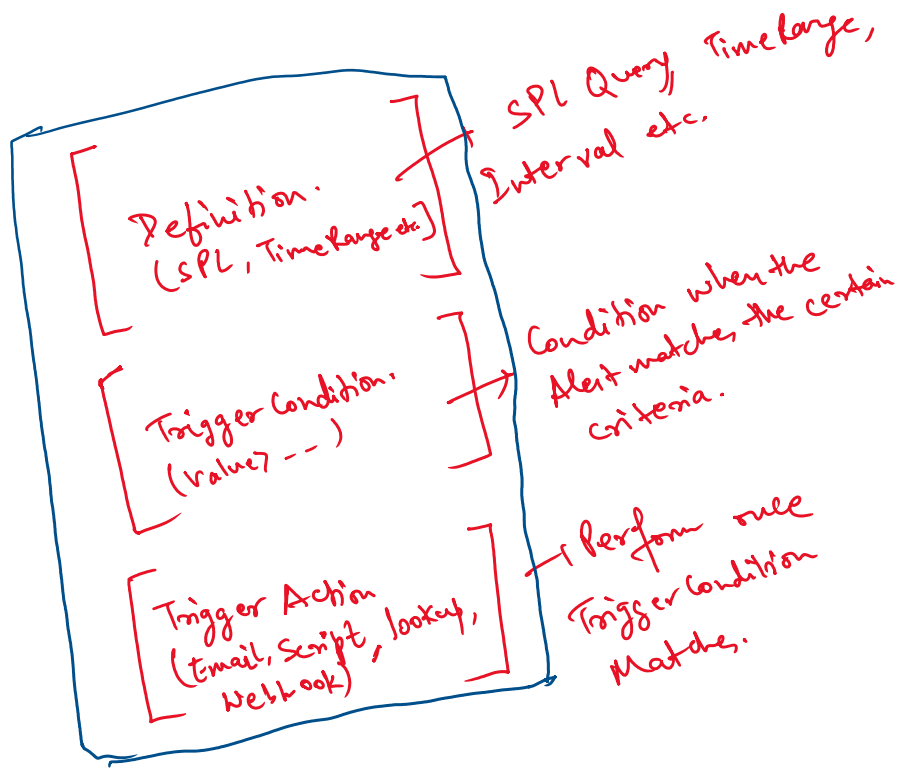 Definition.
(SPL, TimeRange etc.)
SPL Query, TimeRange,
Interval etc.
Trigger Condition.
(value> - - )
Condition when the
Alert matches the certain
criteria.
Trigger Action
(Email, Script, lookup,
Webhook)
Perform once
Trigger Condition
Matches.